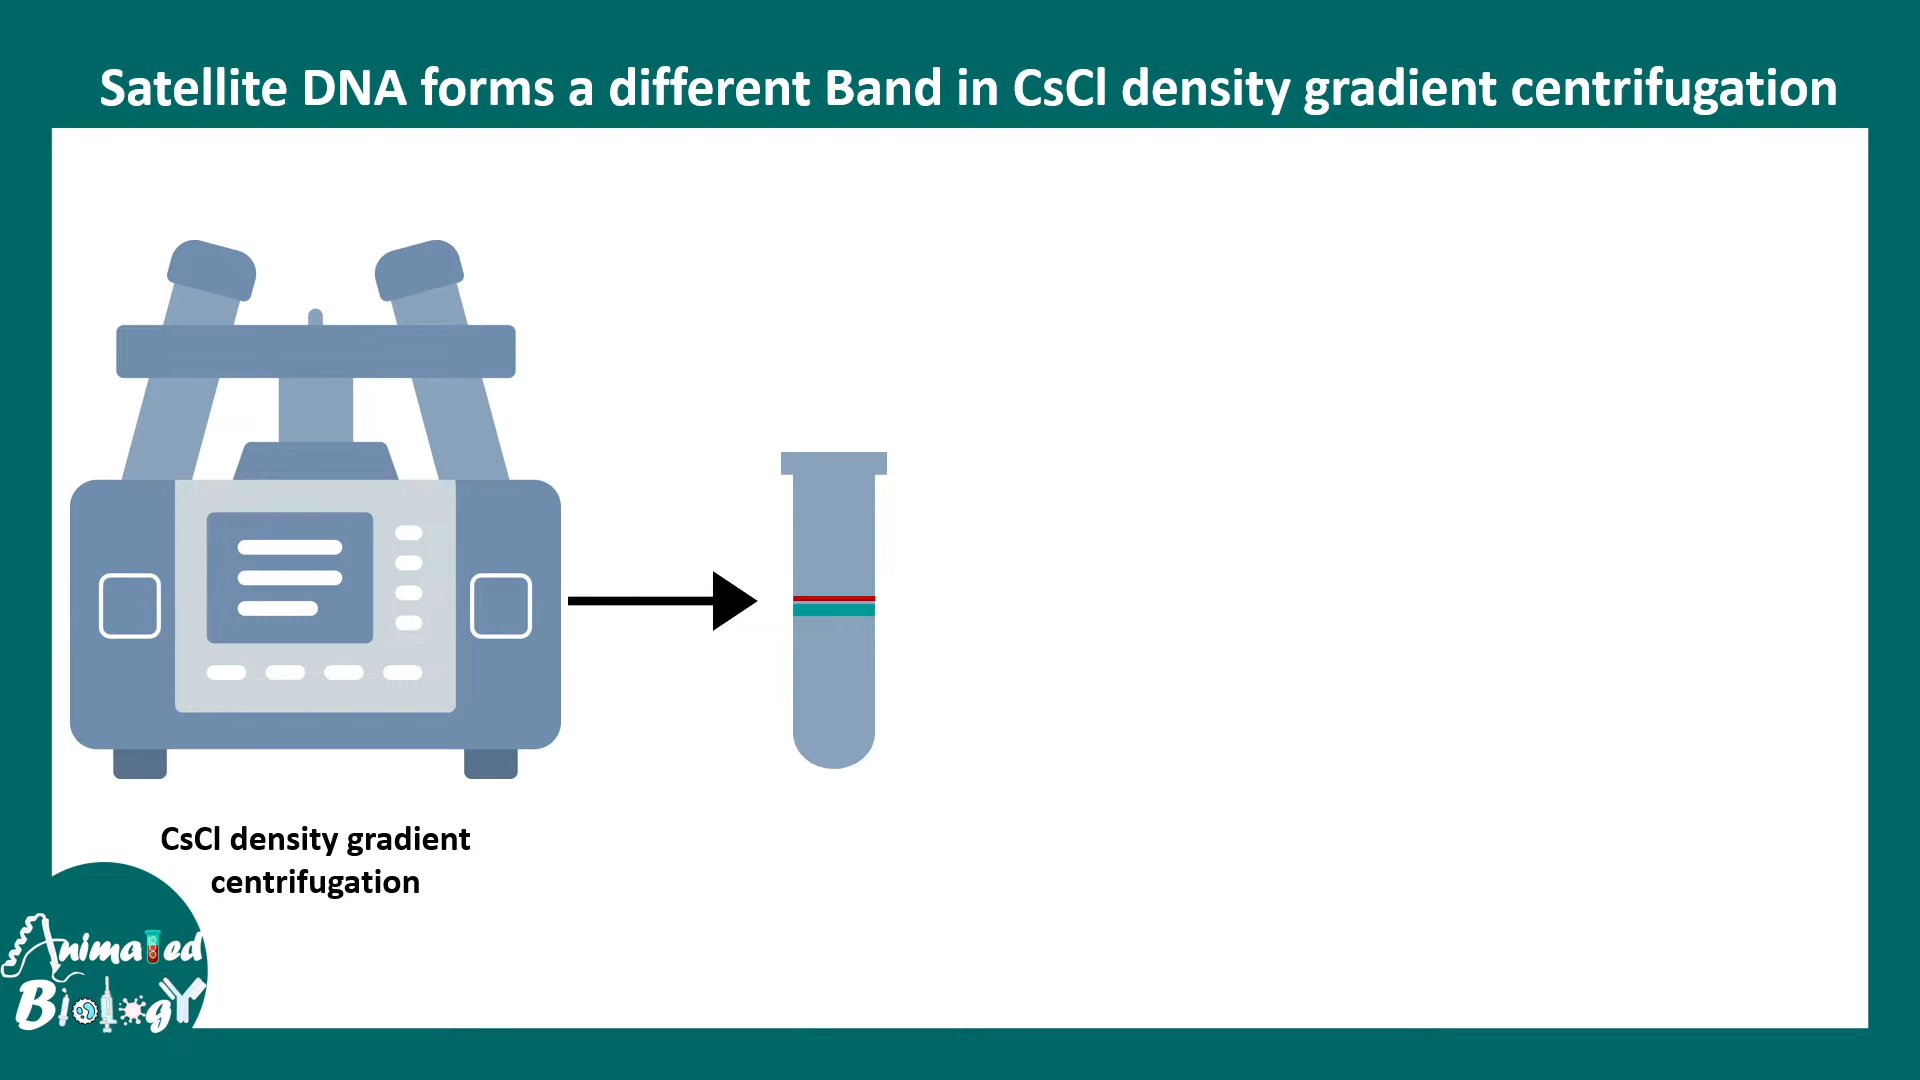 Satellite DNA forms a different Band in CsCl density gradient centrifugation
CsCl density gradient
centrifugation
Animated
Biology